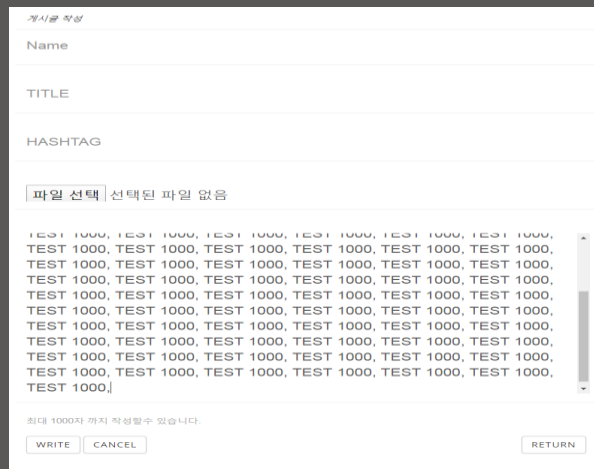 게시글 작성
Name
TITLE
HASHTAG
파일 선택 선택된 파일 없음
TEST 1000, TEST 1000, TEST 1000, TEST 1000, TEST 1000, TEST 1000,
TEST 1000, TEST 1000, TEST 1000, TEST 1000, TEST 1000, TEST 1000,
TEST 1000, TEST 1000, TEST 1000, TEST 1000, TEST 1000, TEST 1000,
TEST 1000, TEST 1000, TEST 1000, TEST 1000, TEST 1000, TEST 1000,
TEST 1000, TEST 1000, TEST 1000, TEST 1000, TEST 1000, TEST 1000,
TEST 1000, TEST 1000, TEST 1000, TEST 1000, TEST 1000, TEST 1000,
TEST 1000, TEST 1000, TEST 1000, TEST 1000, TEST 1000, TEST 1000,
TEST 1000, TEST 1000, TEST 1000, TEST 1000, TEST 1000, TEST 1000,
TEST 1000, TEST 1000, TEST 1000, TEST 1000, TEST 1000, TEST 1000,
TEST 1000, TEST 1000, TEST 1000, TEST 1000, TEST 1000, TEST 1000,
TEST 1000,
최대 1000자 까지 작성할수 있습니다.
WRITE CANCEL RETURN